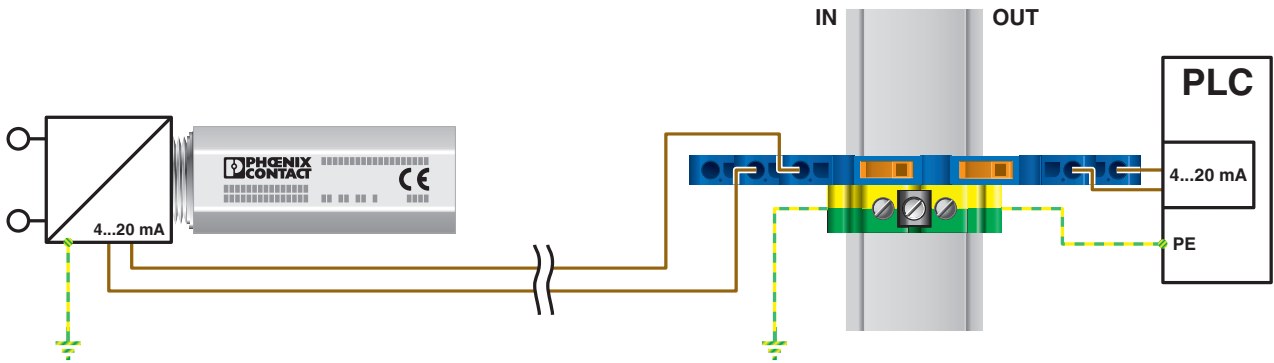 IN
OUT
PLC
PHŒNIX
CONTACT
CE
4...20 mA
4...20 mA
PE